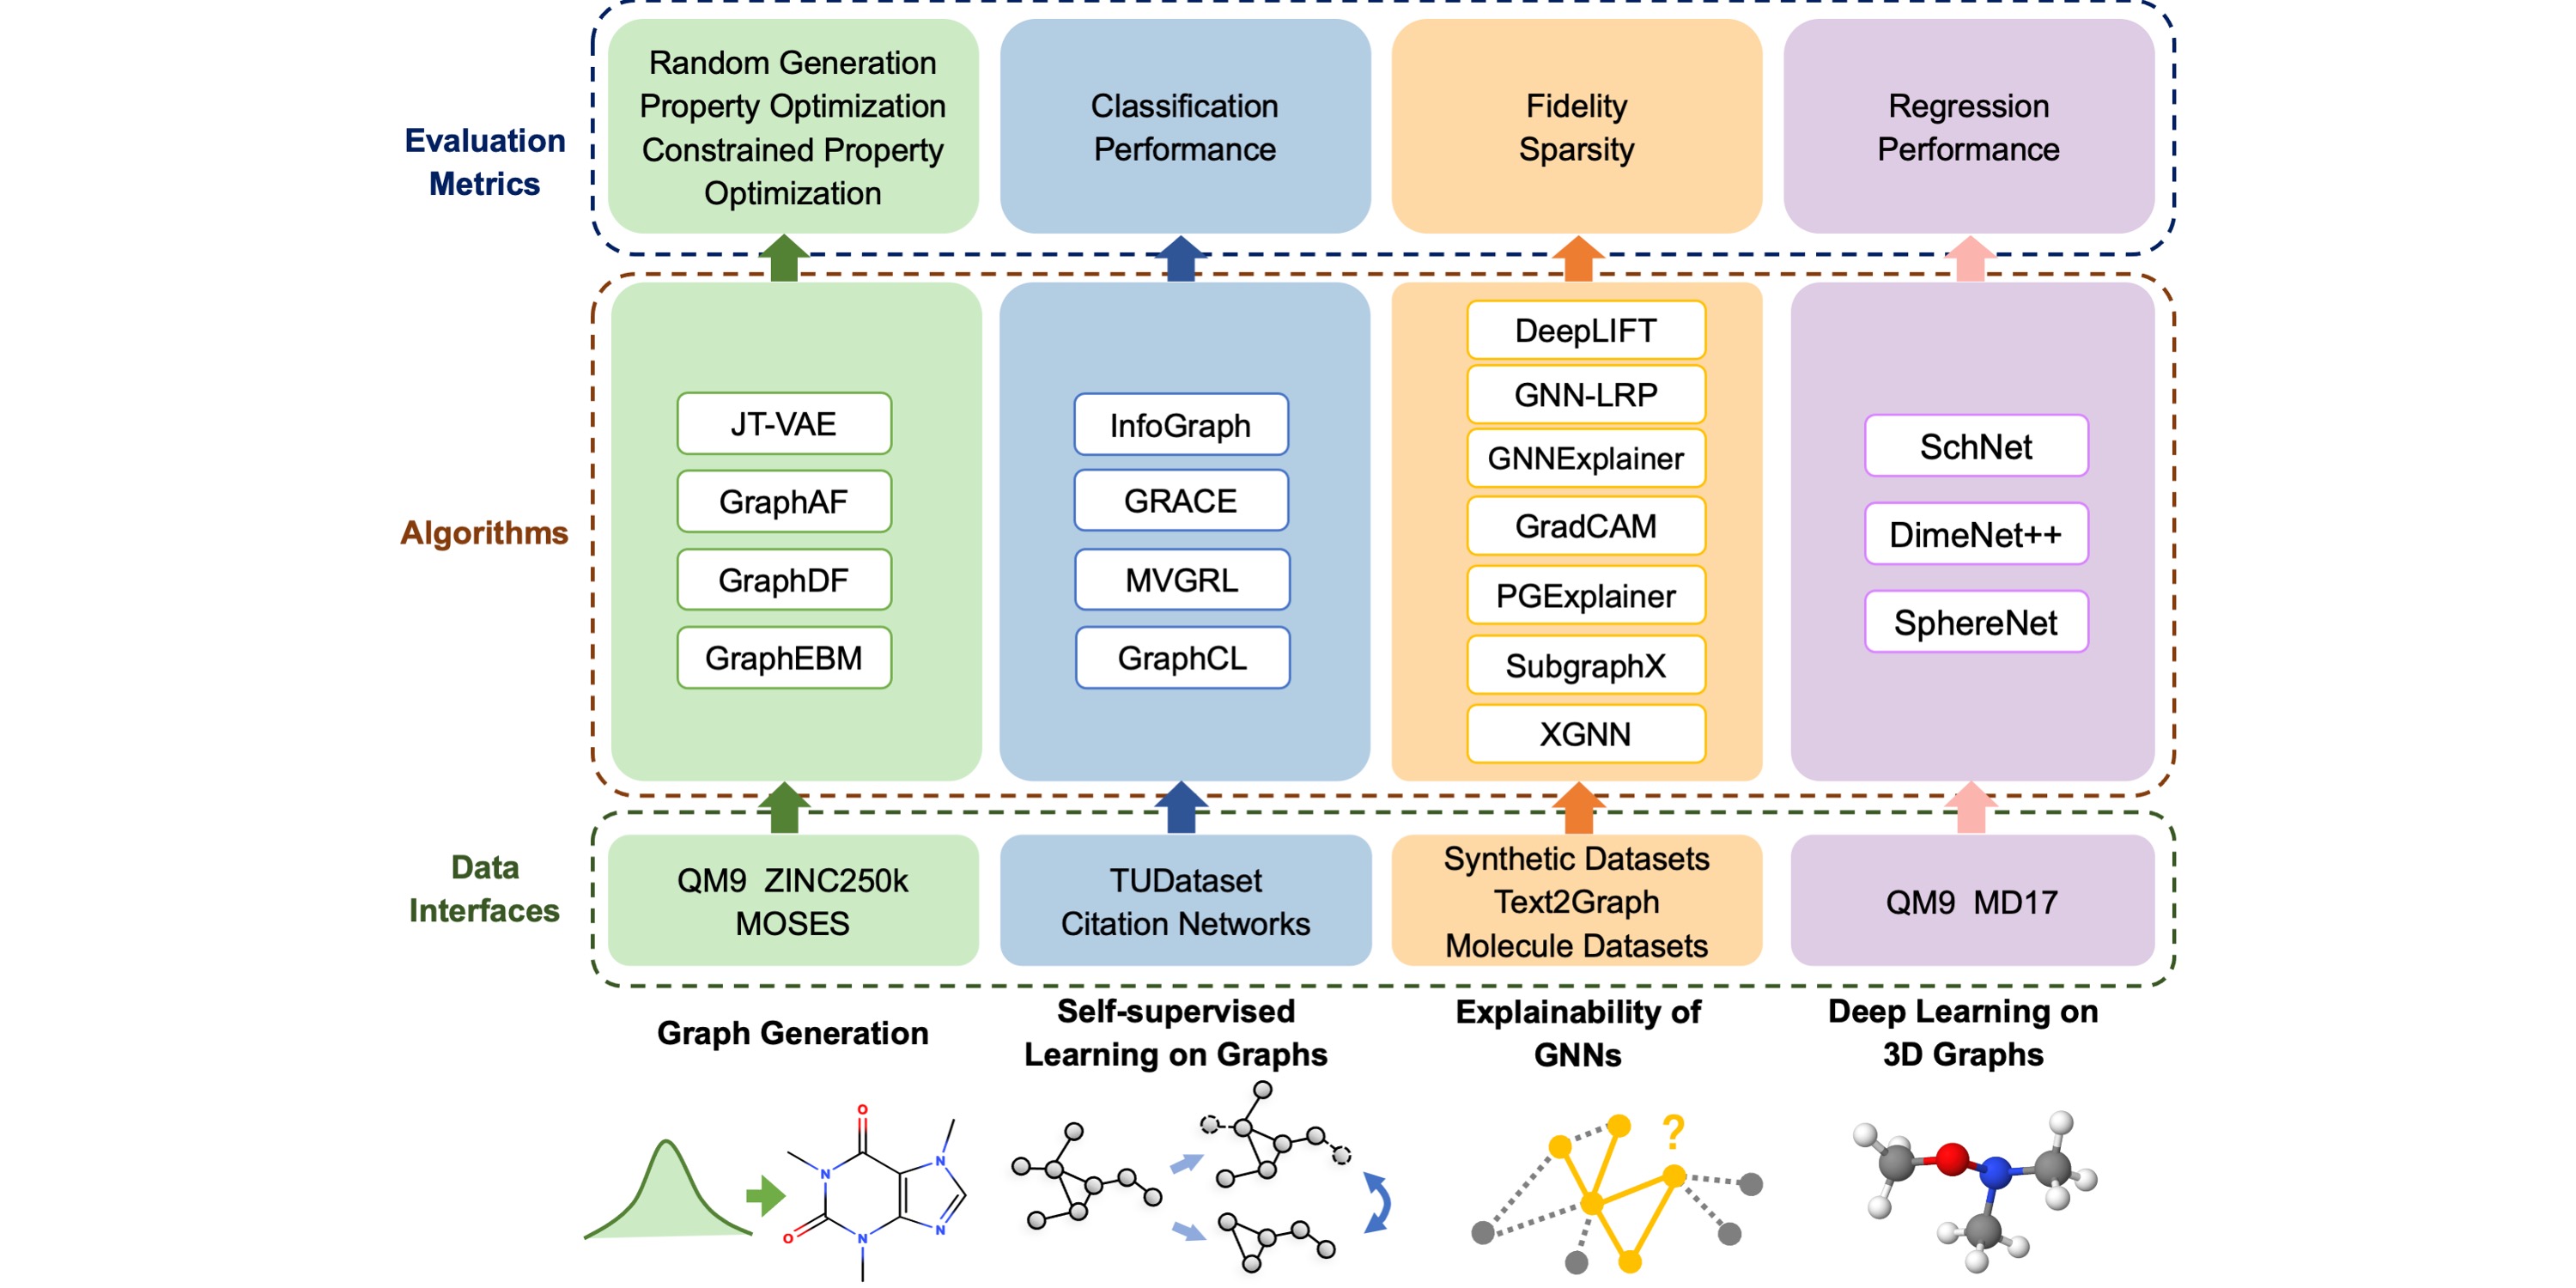 Evaluation
Metrics
Random Generation
Property Optimization
Constrained Property
Optimization
Classification
Performance
Fidelity
Sparsity
Regression
Performance
Algorithms
JT-VAE
GraphAF
GraphDF
GraphEBM
InfoGraph
GRACE
MVGRL
GraphCL
DeepLIFT
GNN-LRP
GNNExplainer
GradCAM
PGExplainer
SubgraphX
XGNN
SchNet
DimeNet++
SphereNet
Data
Interfaces
QM9 ZINC250k
MOSES
TUDataset
Citation Networks
Synthetic Datasets
Text2Graph
Molecule Datasets
QM9 MD17
Graph Generation
Self-supervised
Learning on Graphs
Explainability of
GNNs
Deep Learning on
3D Graphs
O
N
N
O
N
N
?